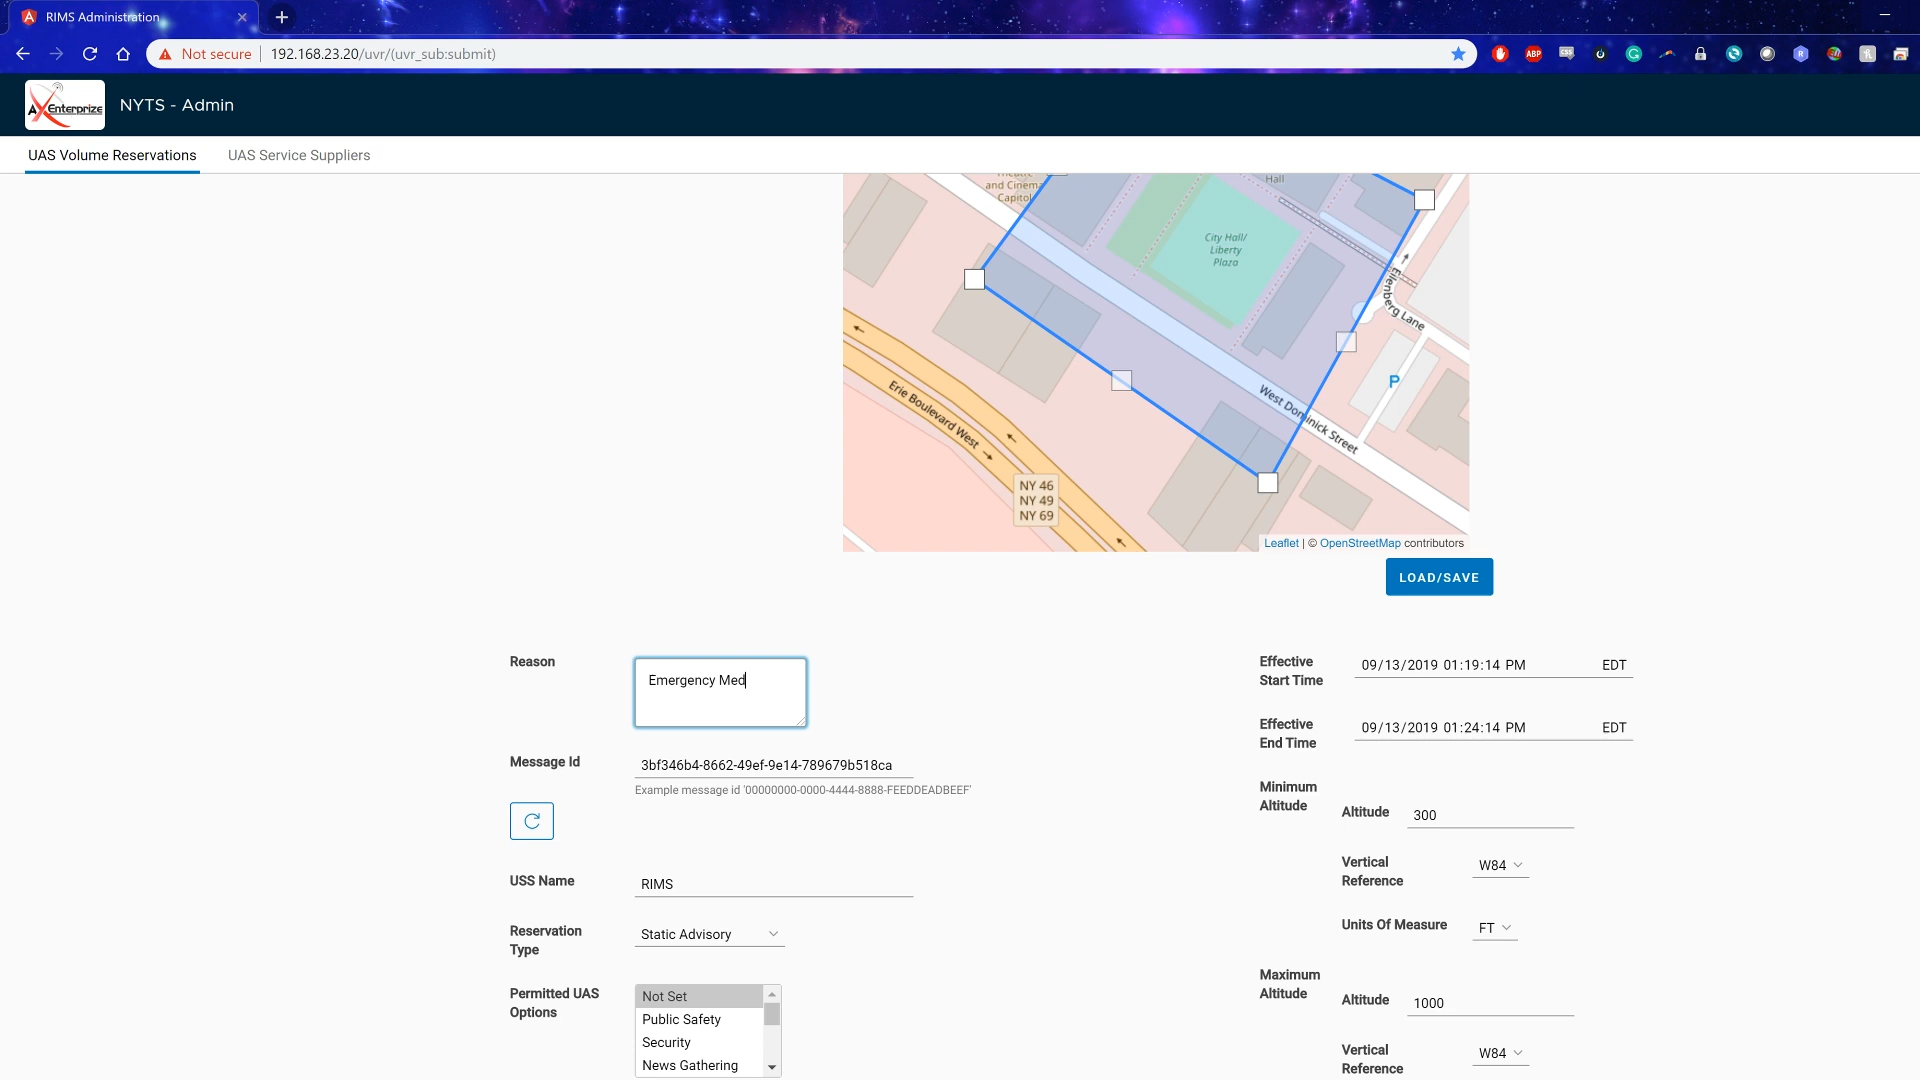 RIMS Administration
Not secure
192.168.23.20/uvr/(uvr_sub:submit)
ABP
CSS
AXEnterprize
NYTS - Admin
UAS Volume Reservations
UAS Service Suppliers
Theatre
and Cinema
Capitol
Hall
City Hall/
Liberty
Plaza
Eilenberg Lane
P
West Dominick Street
Erie Boulevard West
NY 46
NY 49
NY 69
Leaflet | © OpenStreetMap contributors
LOAD/SAVE
Reason
Emergency Med
Message Id
3bf346b4-8662-49ef-9e14-789679b518ca
Example message id '00000000-0000-4444-8888-FEEDDEADBEEF'
USS Name
RIMS
Reservation
Type
Static Advisory
Permitted UAS
Options
Not Set
Public Safety
Security
News Gathering
Effective
Start Time
09/13/2019 01:19:14 PM EDT
Effective
End Time
09/13/2019 01:24:14 PM EDT
Minimum
Altitude
Altitude
300
Vertical
Reference
W84
Units Of Measure
FT
Maximum
Altitude
Altitude
1000
Vertical
Reference
W84